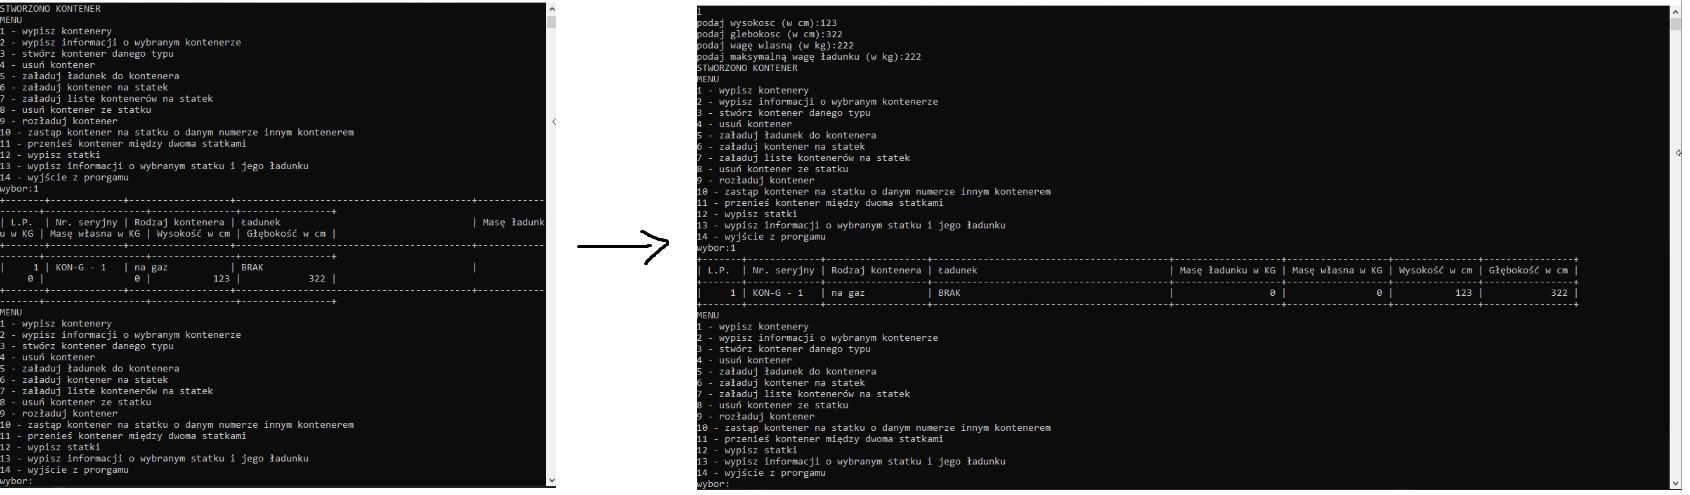 STWORZONO KONTENER
MENU
1 - wypisz kontenery
2 - wypisz informacji o wybranym kontenerze
3 - stwórz kontener danego typu
4 - usuń kontener
5 - załaduj ładunek do kontenera
6 - załaduj kontener na statek
7 - załaduj liste kontenerów na statek
8 - usuń kontener ze statku
9 - rozładuj kontener
10 - zastąp kontener na statku o danym numerze innym kontenerem
11 - przenieś kontener między dwoma statkami
12 - wypisz statki
13 - wypisz informacji o wybranym statku i jego ładunku
14 - wyjście z prorgamu
wybor:1
| L.P. | Nr. seryjny | Rodzaj kontenera | Ładunek | Masę ładunk
u w KG | Masę własna w KG | Wysokość w cm | Głębokość w cm |
| 1 | KON-G - 1 | na gaz | BRAK |
0 | 0 | 123 | 322 |
MENU
1 - wypisz kontenery
2 - wypisz informacji o wybranym kontenerze
3 - stwórz kontener danego typu
4 - usuń kontener
5 - załaduj ładunek do kontenera
6 - załaduj kontener na statek
7 - załaduj liste kontenerów na statek
8 - usuń kontener ze statku
9 - rozładuj kontener
10 - zastąp kontener na statku o danym numerze innym kontenerem
11 - przenieś kontener między dwoma statkami
12 - wypisz statki
13 - wypisz informacji o wybranym statku i jego ładunku
14 - wyjście z prorgamu
wybor:
1
podaj wysokosc (w cm):123
podaj glebokosc (w cm):322
podaj wagę wlasną (w kg):222
podaj maksymalną wagę ładunku (w kg):222
STWORZONO KONTENER
MENU
1 - wypisz kontenery
2 - wypisz informacji o wybranym kontenerze
3 - stwórz kontener danego typu
4 - usuń kontener
5 - załaduj ładunek do kontenera
6 - załaduj kontener na statek
7 - załaduj liste kontenerów na statek
8 - usuń kontener ze statku
9 - rozładuj kontener
10 - zastąp kontener na statku o danym numerze innym kontenerem
11 - przenieś kontener między dwoma statkami
12 - wypisz statki
13 - wypisz informacji o wybranym statku i jego ładunku
14 - wyjście z prorgamu
wybor:1
| L.P. | Nr. seryjny | Rodzaj kontenera | Ładunek | Masę ładunku w KG | Masę własna w KG | Wysokość w cm | Głębokość w cm |
| 1 | KON-G - 1 | na gaz | BRAK | 0 | 0 | 123 | 322 |
MENU
1 - wypisz kontenery
2 - wypisz informacji o wybranym kontenerze
3 - stwórz kontener danego typu
4 - usuń kontener
5 - załaduj ładunek do kontenera
6 - załaduj kontener na statek
7 - załaduj liste kontenerów na statek
8 - usuń kontener ze statku
9 - rozładuj kontener
10 - zastąp kontener na statku o danym numerze innym kontenerem
11 - przenieś kontener między dwoma statkami
12 - wypisz statki
13 - wypisz informacji o wybranym statku i jego ładunku
14 - wyjście z prorgamu
wybor: